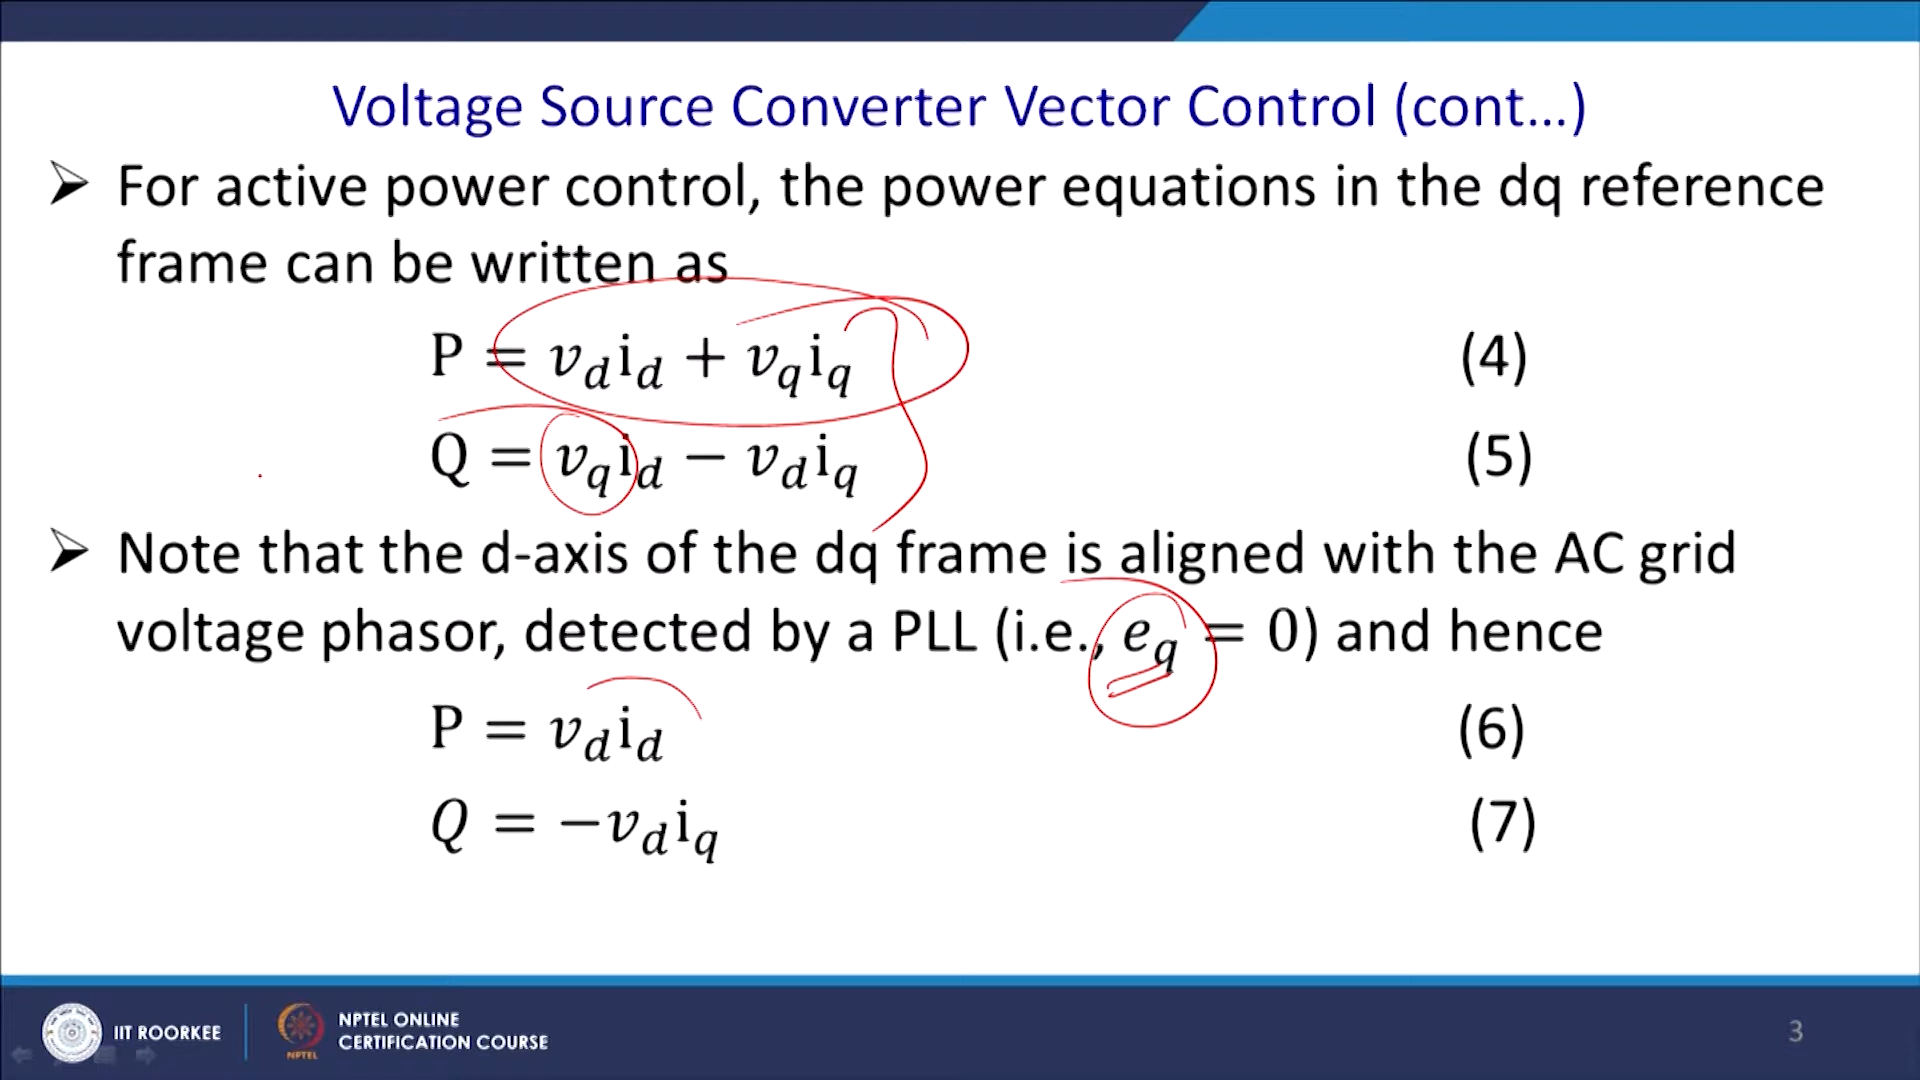 Voltage Source Converter Vector Control (cont...)
➢ For active power control, the power equations in the dq reference
frame can be written as
P = v_d i_d + v_q i_q (4)
Q = v_q i_d − v_d i_q (5)
➢ Note that the d-axis of the dq frame is aligned with the AC grid
voltage phasor, detected by a PLL (i.e., e_q = 0) and hence
P = v_d i_d (6)
Q = −v_d i_q (7)
IIT ROORKEE
NPTEL
NPTEL ONLINE
CERTIFICATION COURSE
3